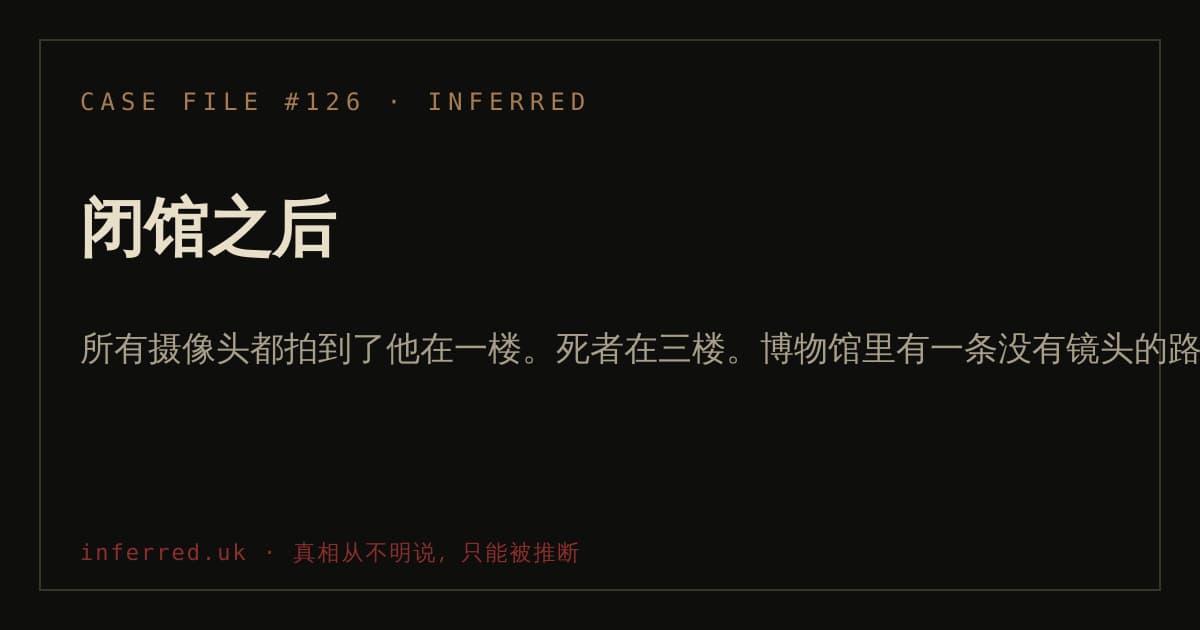 CASE FILE #126 · INFERRED
闭馆之后
所有摄像头都拍到了他在一楼。死者在三楼。博物馆里有一条没有镜头的路
inferred.uk · 真相从不明说，只能被推断